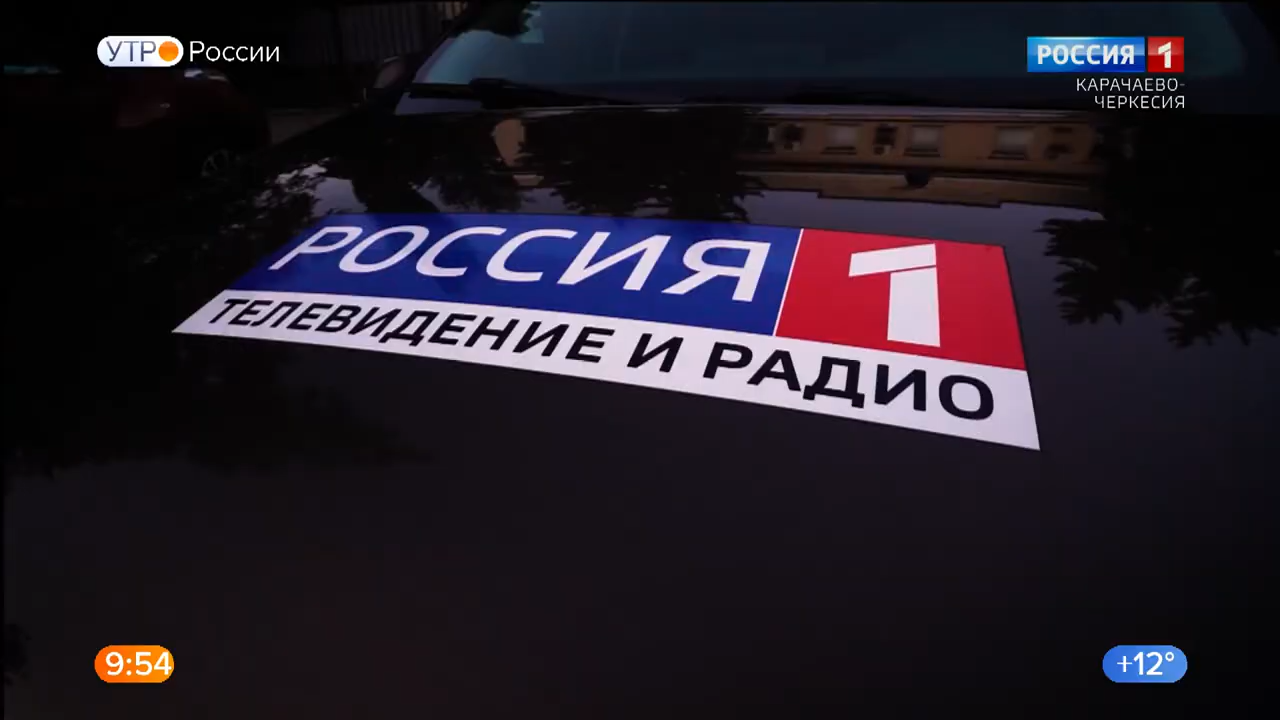 УТРО России
РОССИЯ 1
КАРАЧАЕВО-
ЧЕРКЕСИЯ
РОССИЯ 1
ТЕЛЕВИДЕНИЕ И РАДИО
9:54
+12°